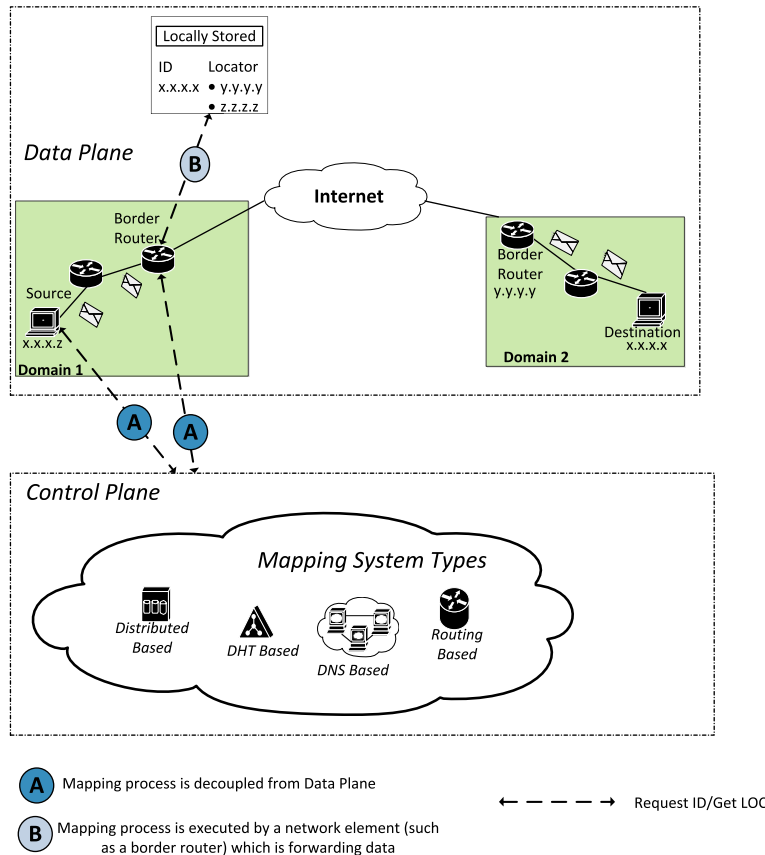 Locally Stored
ID Locator
x.x.x.x • y.y.y.y
• z.z.z.z
Data Plane
B
Internet
Border
Router
Source
x.x.x.z
Domain 1
Border
Router
y.y.y.y
Destination
x.x.x.x
Domain 2
A
A
Control Plane
Mapping System Types
Distributed
Based
DHT Based
DNS Based
Routing
Based
A Mapping process is decoupled from Data Plane
Request ID/Get LOC
B Mapping process is executed by a network element (such
as a border router) which is forwarding data